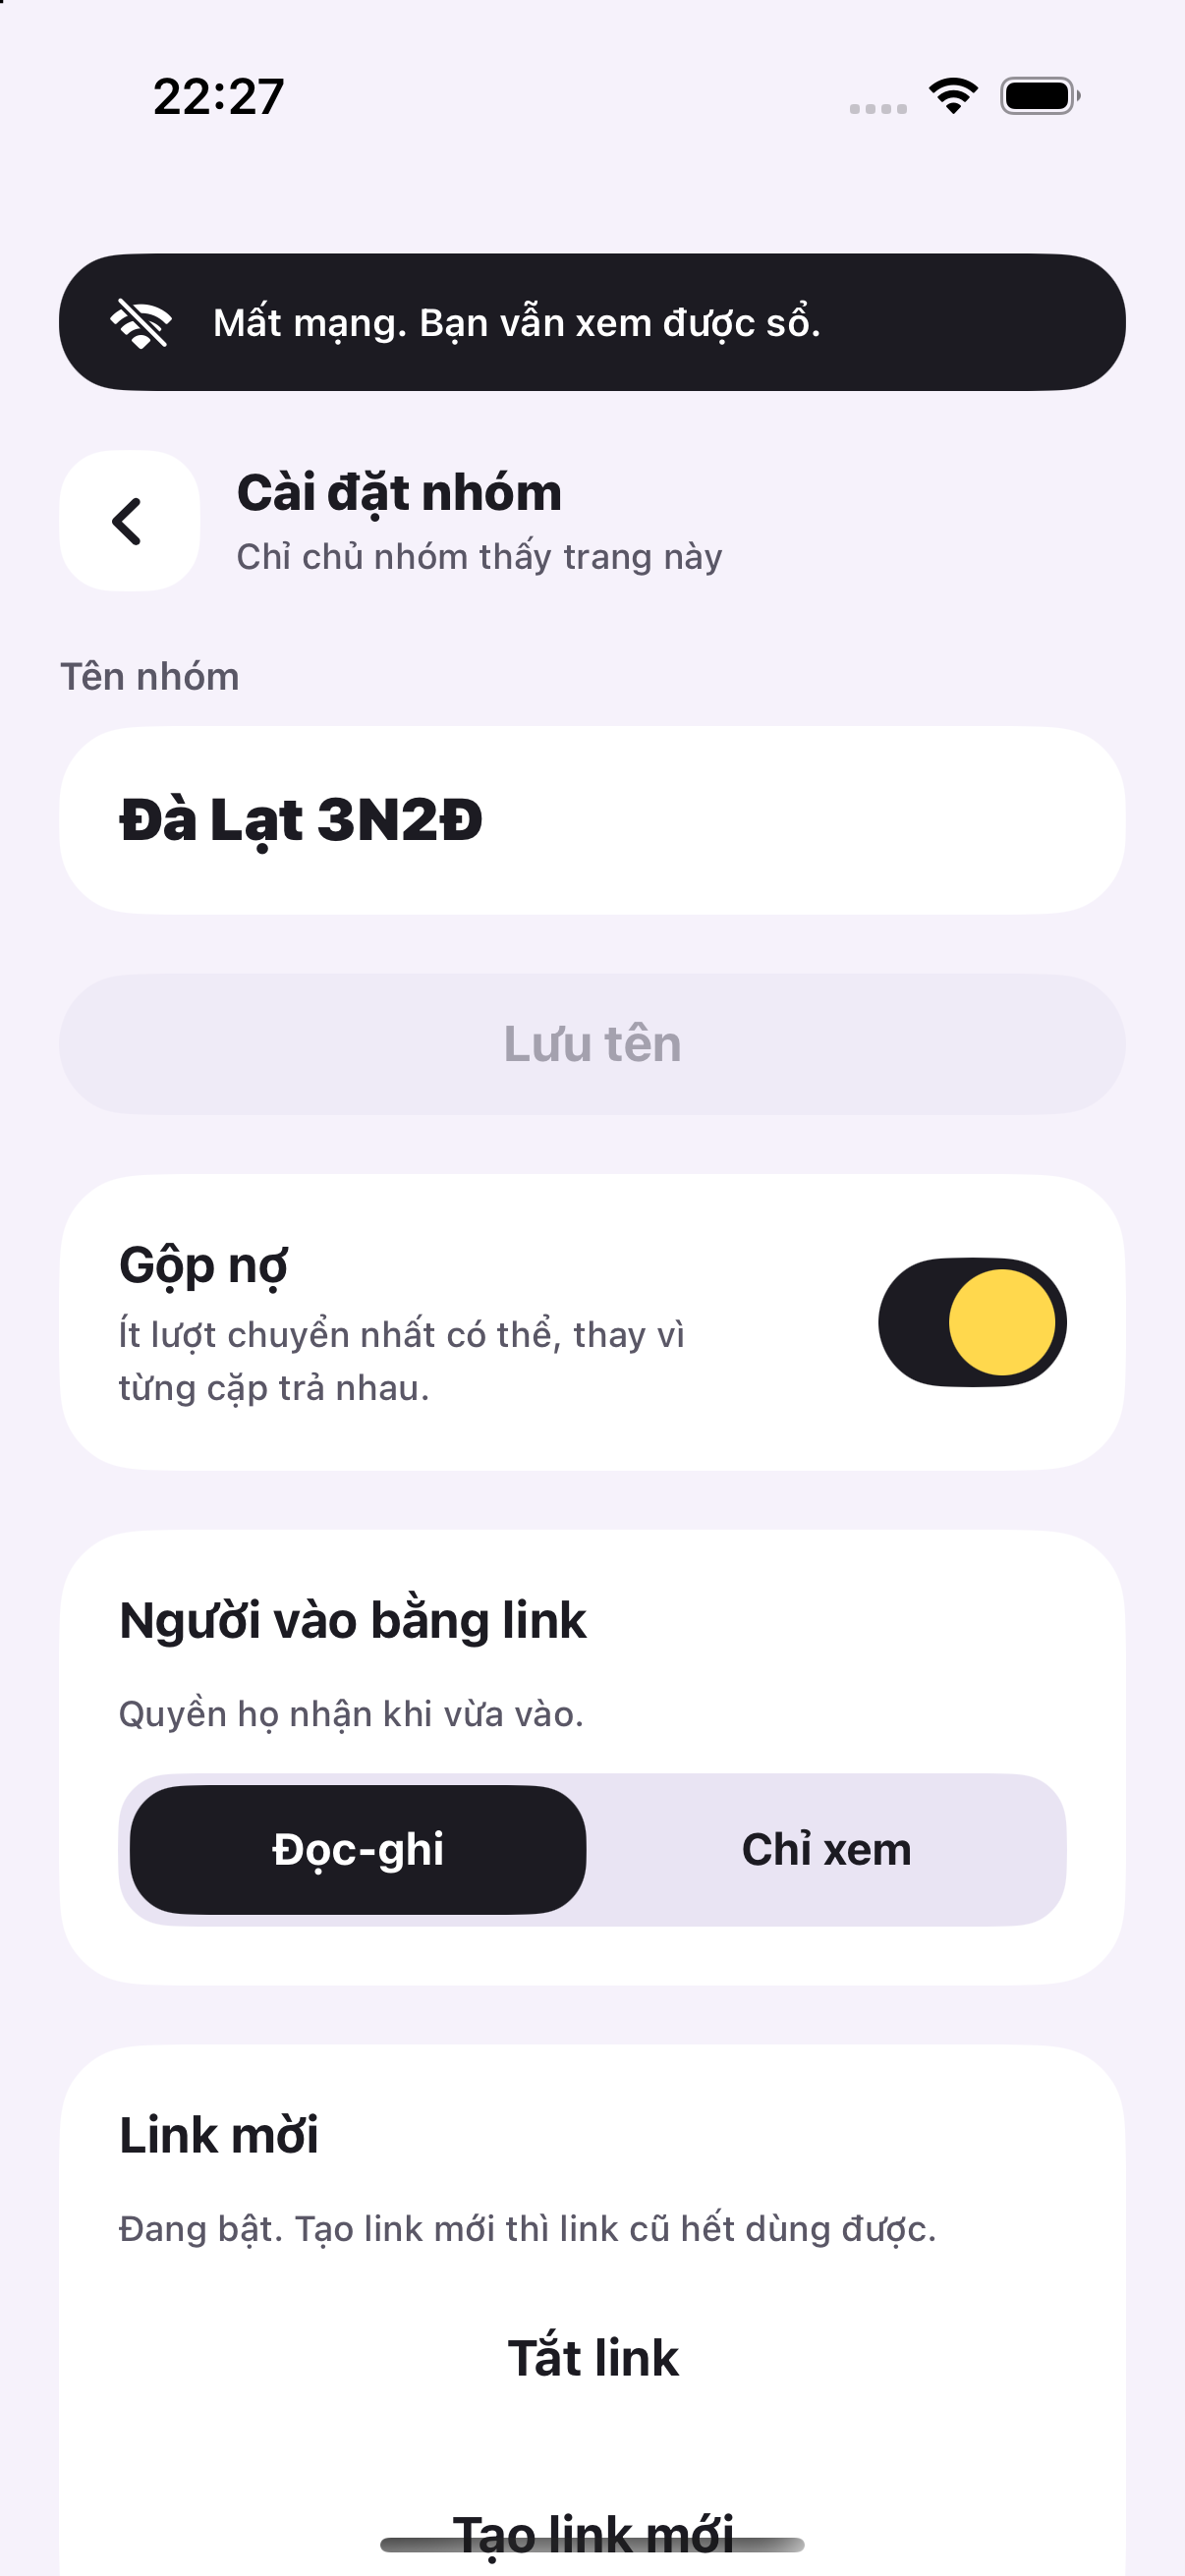 22:27
Mất mạng. Bạn vẫn xem được sổ.
Cài đặt nhóm
Chỉ chủ nhóm thấy trang này
Tên nhóm
Đà Lạt 3N2Đ
Lưu tên
Gộp nợ
Ít lượt chuyển nhất có thể, thay vì
từng cặp trả nhau.
Người vào bằng link
Quyền họ nhận khi vừa vào.
Đọc-ghi
Chỉ xem
Link mời
Đang bật. Tạo link mới thì link cũ hết dùng được.
Tắt link
Tạo link mới